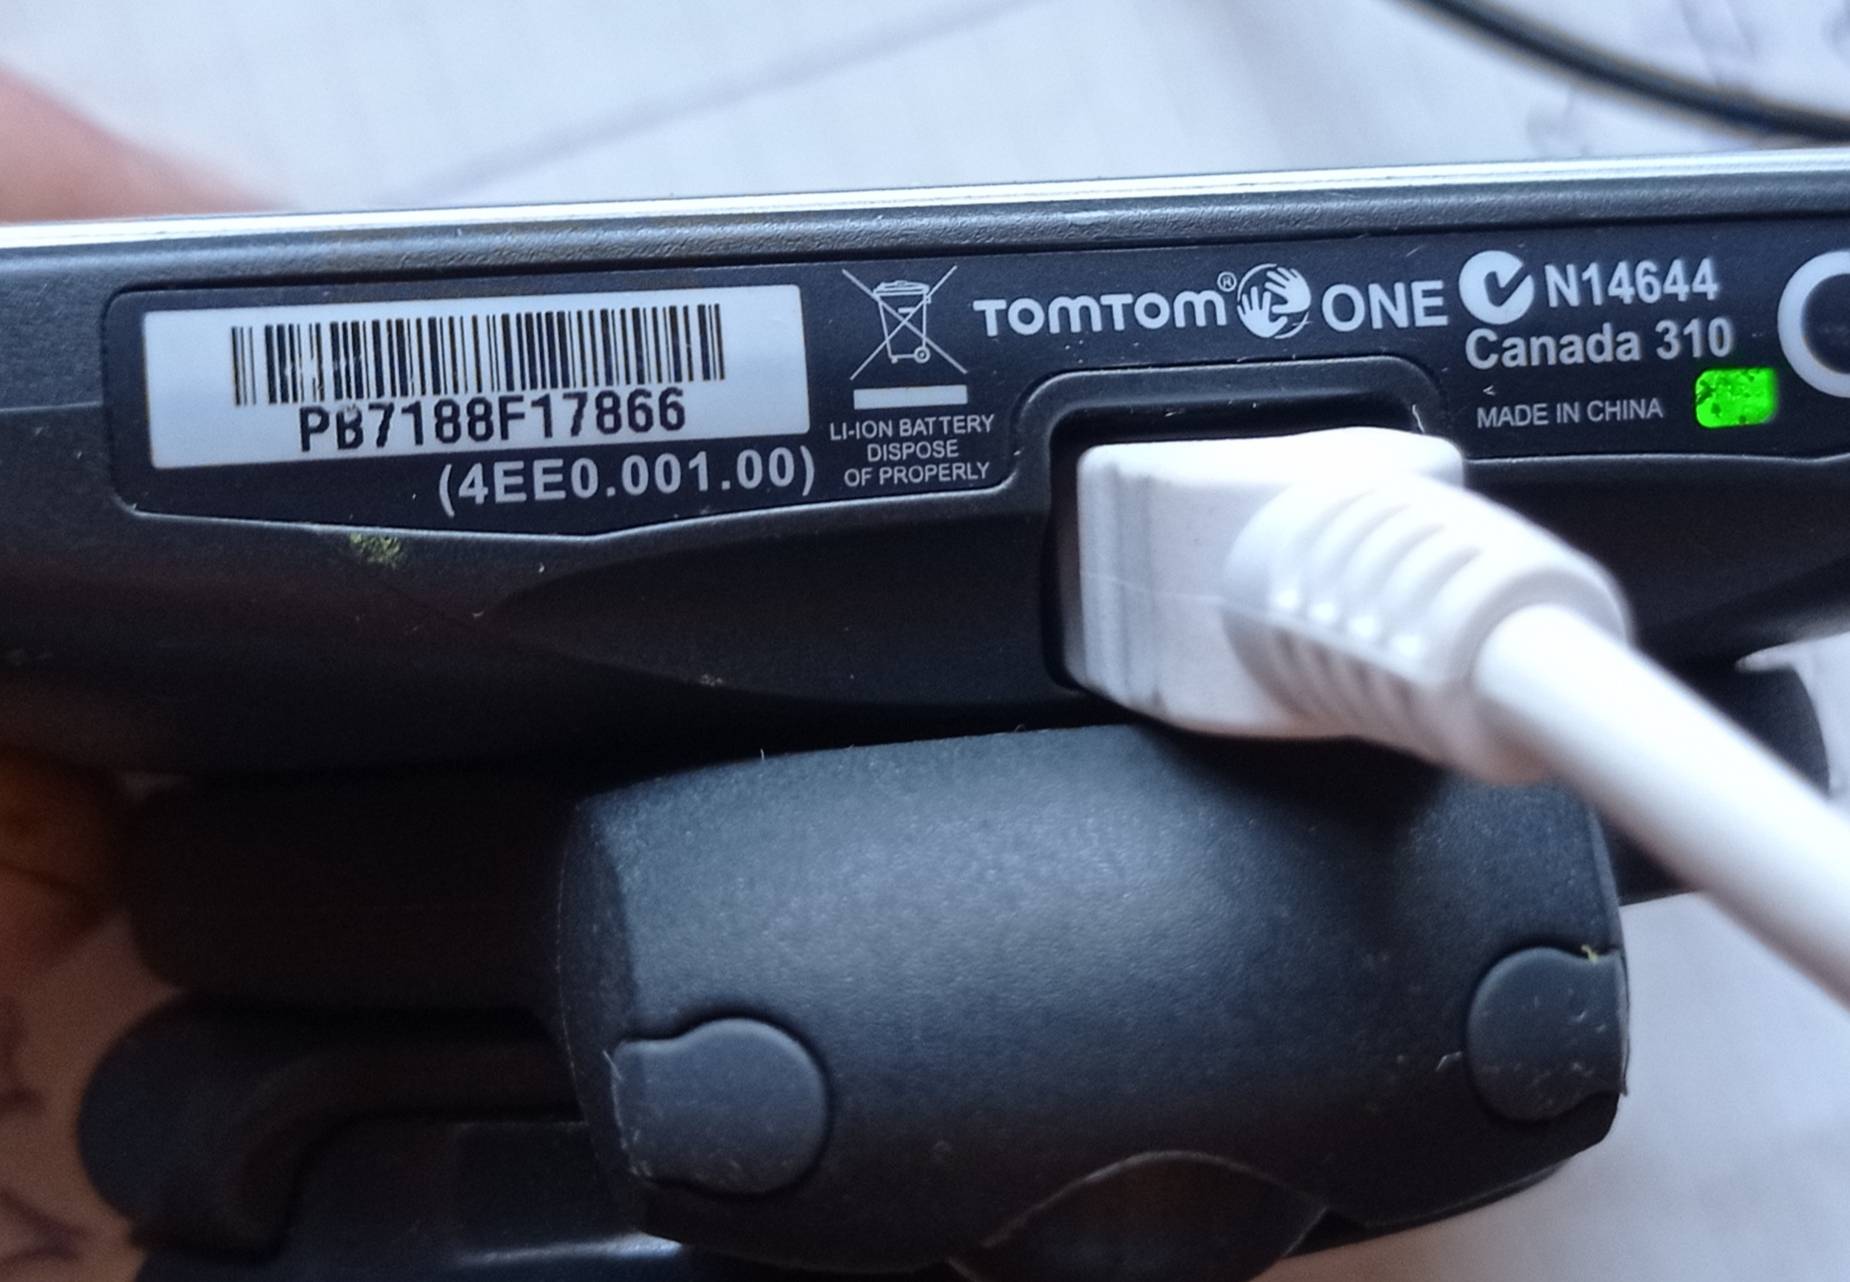 PB7188F17866
(4EE0.001.00)
LI-ION BATTERY
DISPOSE
OF PROPERLY
TOMTOM® ONE
N14644
Canada 310
MADE IN CHINA